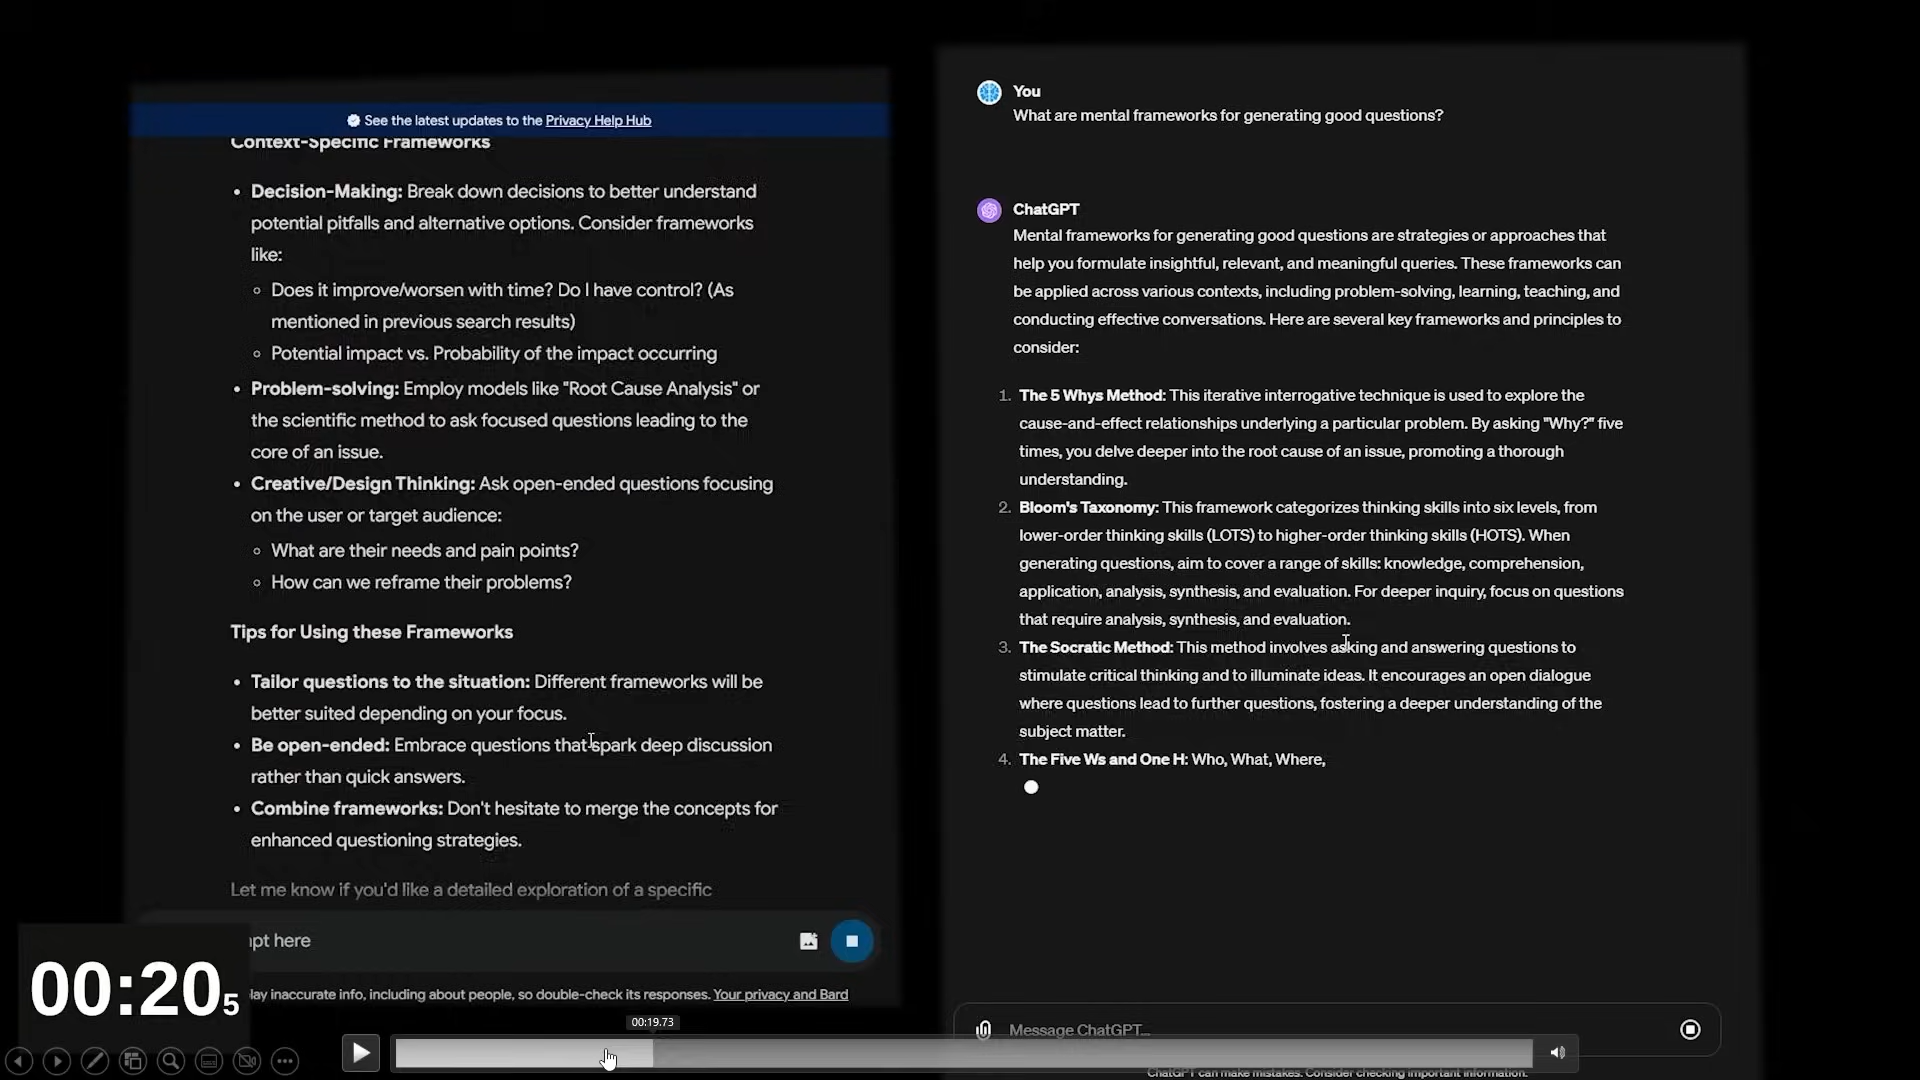 See the latest updates to the Privacy Help Hub
Context-Specific Frameworks
• Decision-Making: Break down decisions to better understand
potential pitfalls and alternative options. Consider frameworks
like:
◦ Does it improve/worsen with time? Do I have control? (As
mentioned in previous search results)
◦ Potential impact vs. Probability of the impact occurring
• Problem-solving: Employ models like "Root Cause Analysis" or
the scientific method to ask focused questions leading to the
core of an issue.
• Creative/Design Thinking: Ask open-ended questions focusing
on the user or target audience:
◦ What are their needs and pain points?
◦ How can we reframe their problems?
Tips for Using these Frameworks
• Tailor questions to the situation: Different frameworks will be
better suited depending on your focus.
• Be open-ended: Embrace questions that spark deep discussion
rather than quick answers.
• Combine frameworks: Don't hesitate to merge the concepts for
enhanced questioning strategies.
Let me know if you'd like a detailed exploration of a specific
here
inaccurate info, including about people, so double-check its responses. Your privacy and Bard
00:20 5
00:19.73
You
What are mental frameworks for generating good questions?
ChatGPT
Mental frameworks for generating good questions are strategies or approaches that
help you formulate insightful, relevant, and meaningful queries. These frameworks can
be applied across various contexts, including problem-solving, learning, teaching, and
conducting effective conversations. Here are several key frameworks and principles to
consider:
1. The 5 Whys Method: This iterative interrogative technique is used to explore the
cause-and-effect relationships underlying a particular problem. By asking "Why?" five
times, you delve deeper into the root cause of an issue, promoting a thorough
understanding.
2. Bloom's Taxonomy: This framework categorizes thinking skills into six levels, from
lower-order thinking skills (LOTS) to higher-order thinking skills (HOTS). When
generating questions, aim to cover a range of skills: knowledge, comprehension,
application, analysis, synthesis, and evaluation. For deeper inquiry, focus on questions
that require analysis, synthesis, and evaluation.
3. The Socratic Method: This method involves asking and answering questions to
stimulate critical thinking and to illuminate ideas. It encourages an open dialogue
where questions lead to further questions, fostering a deeper understanding of the
subject matter.
4. The Five Ws and One H: Who, What, Where,
Message ChatGPT...
ChatGPT can make mistakes. Consider checking important information.